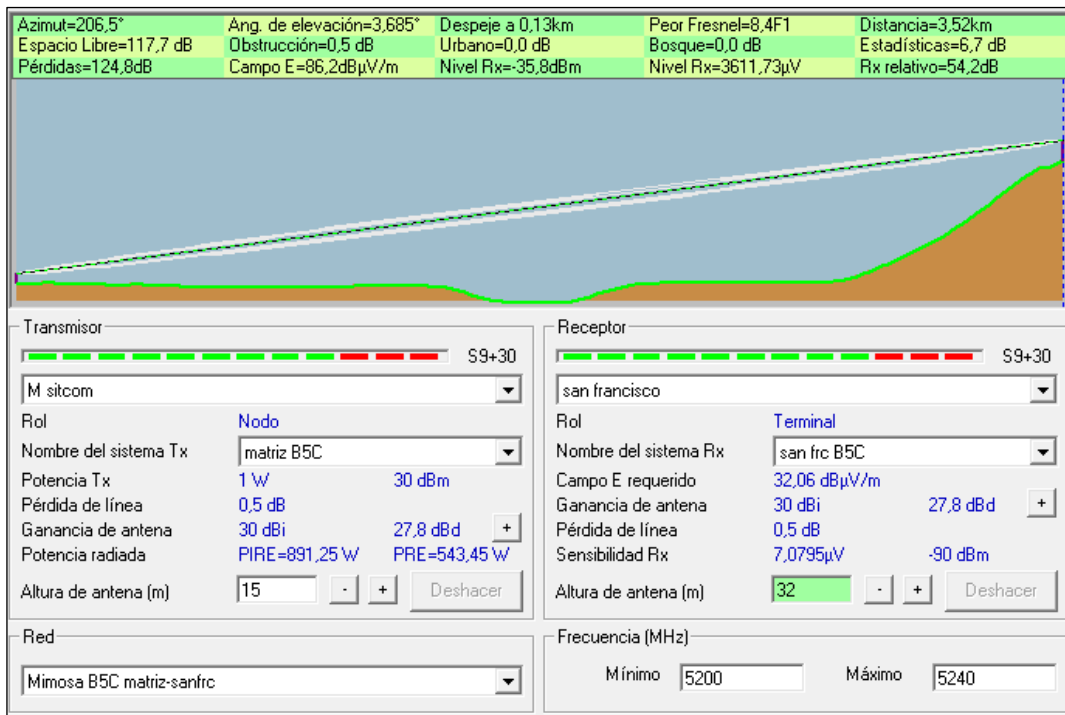 Azimut=206,5° Ang. de elevación=3,685° Despeje a 0,13km Peor Fresnel=8,4F1 Distancia=3,52km
Espacio Libre=117,7 dB Obstrucción=0,5 dB Urbano=0,0 dB Bosque=0,0 dB Estadísticas=6,7 dB
Pérdidas=124,8dB Campo E=86,2dBµV/m Nivel Rx=-35,8dBm Nivel Rx=3611,73µV Rx relativo=54,2dB
Transmisor
S9+30
M sitcom
Rol Nodo
Nombre del sistema Tx matriz B5C
Potencia Tx 1 W 30 dBm
Pérdida de línea 0,5 dB
Ganancia de antena 30 dBi 27,8 dBd +
Potencia radiada PIRE=891,25 W PRE=543,45 W
Altura de antena (m) 15 - + Deshacer
Receptor
S9+30
san francisco
Rol Terminal
Nombre del sistema Rx san frc B5C
Campo E requerido 32,06 dBµV/m
Ganancia de antena 30 dBi 27,8 dBd +
Pérdida de línea 0,5 dB
Sensibilidad Rx 7,0795µV -90 dBm
Altura de antena (m) 32 - + Deshacer
Red
Mimosa B5C matriz-sanfrc
Frecuencia (MHz)
Mínimo 5200 Máximo 5240